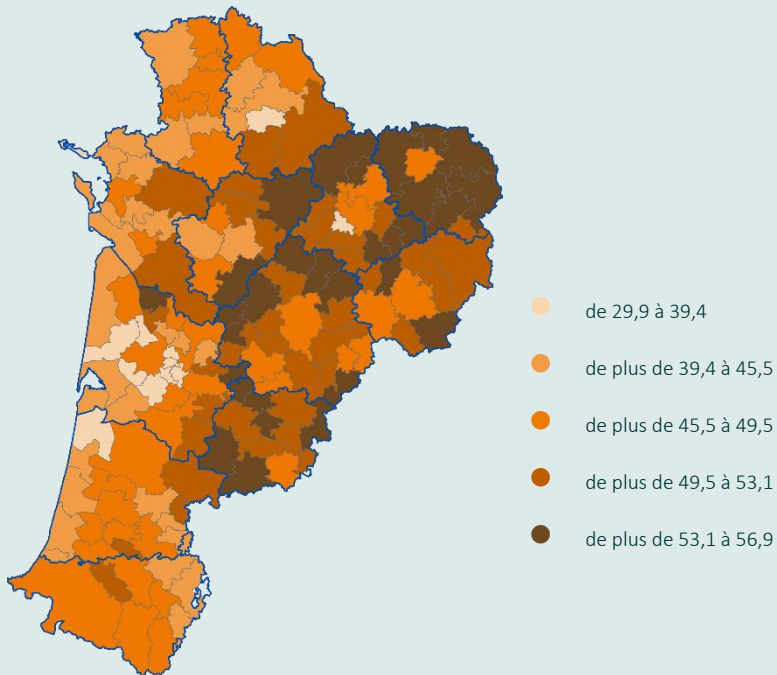 de 29,9 à 39,4
de plus de 39,4 à 45,5
de plus de 45,5 à 49,5
de plus de 49,5 à 53,1
de plus de 53,1 à 56,9